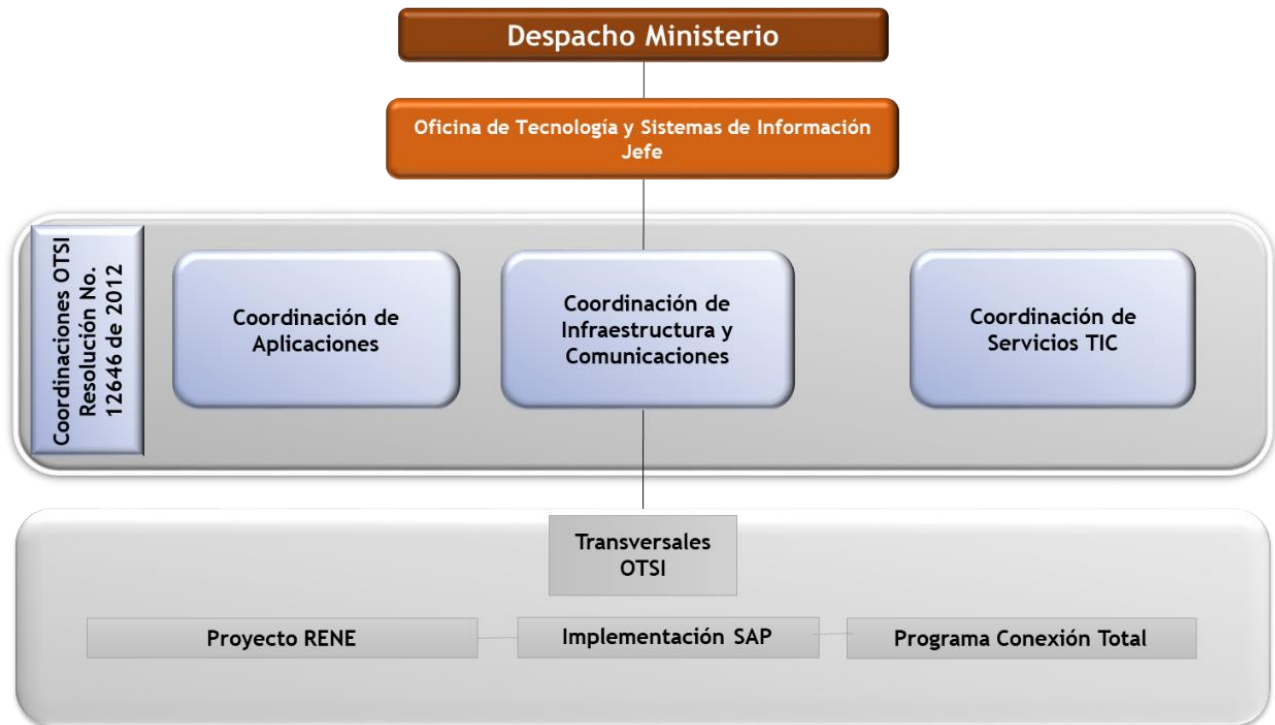 Despacho Ministerio
Oficina de Tecnología y Sistemas de Información
Jefe
Coordinaciones OTSI
Resolución No.
12646 de 2012
Coordinación de
Aplicaciones
Coordinación de
Infraestructura y
Comunicaciones
Coordinación de
Servicios TIC
Transversales
OTSI
Proyecto RENE
Implementación SAP
Programa Conexión Total